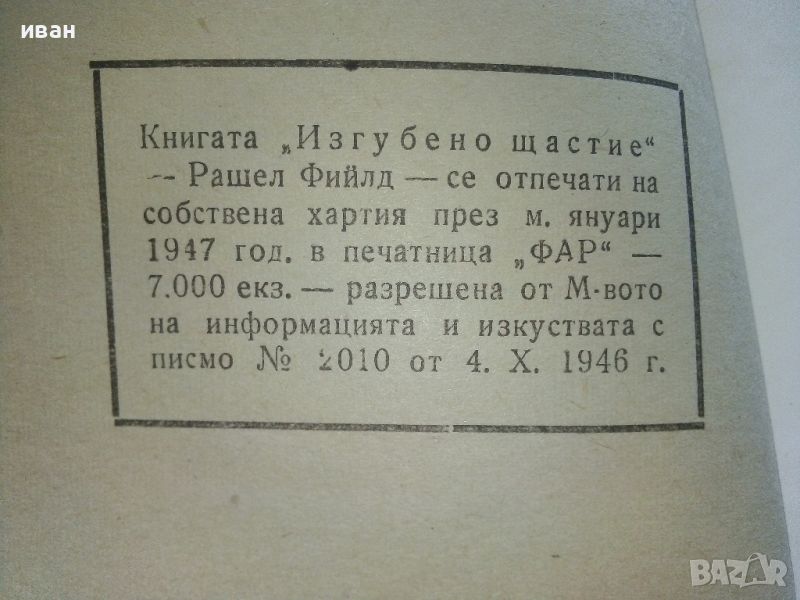 иван
Книгата „Изгубено щастие“
— Рашел Фийлд — се отпечати на
собствена хартия през м. януари
1947 год. в печатница „ФАР“ —
7.000 екз. — разрешена от М-вото
на информацията и изкуствата с
писмо № 2010 от 4. X. 1946 г.
BAZAR